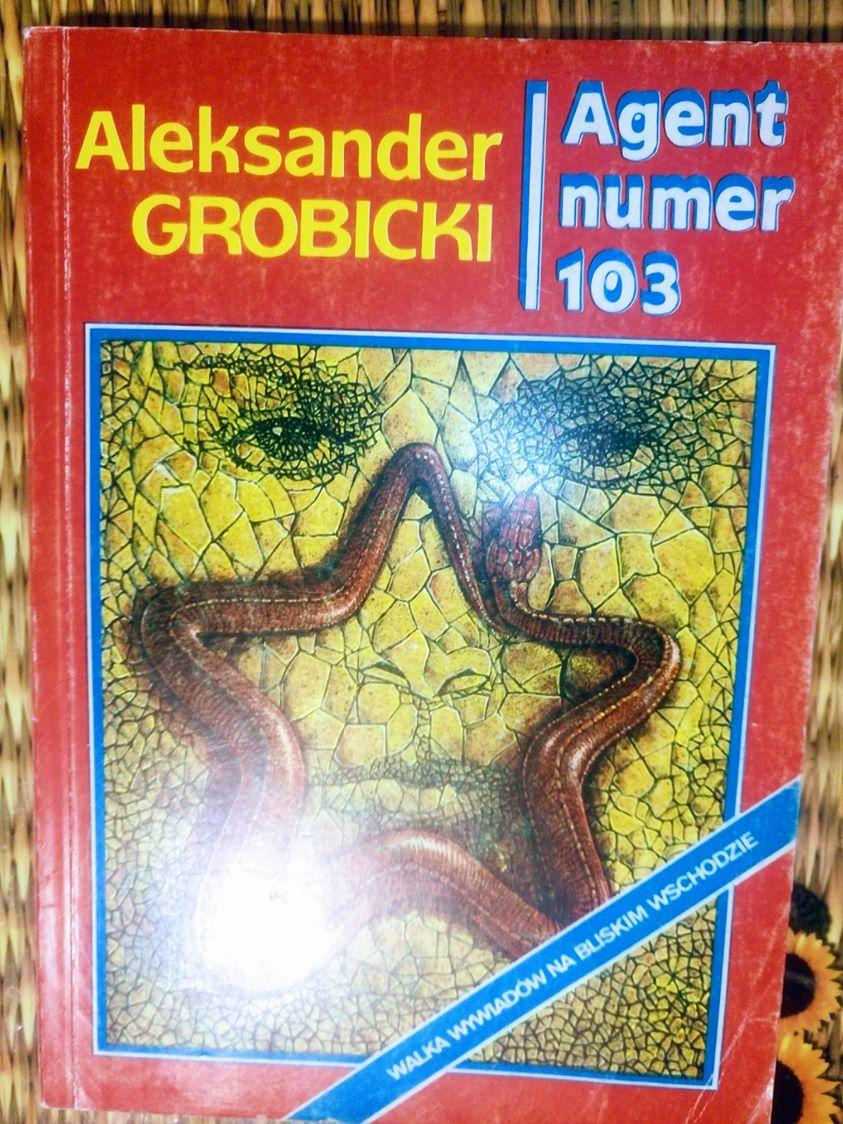 Aleksander
GROBICKI
Agent
numer
103
WALKA WYWIADÓW NA BLISKIM WSCHODZIE